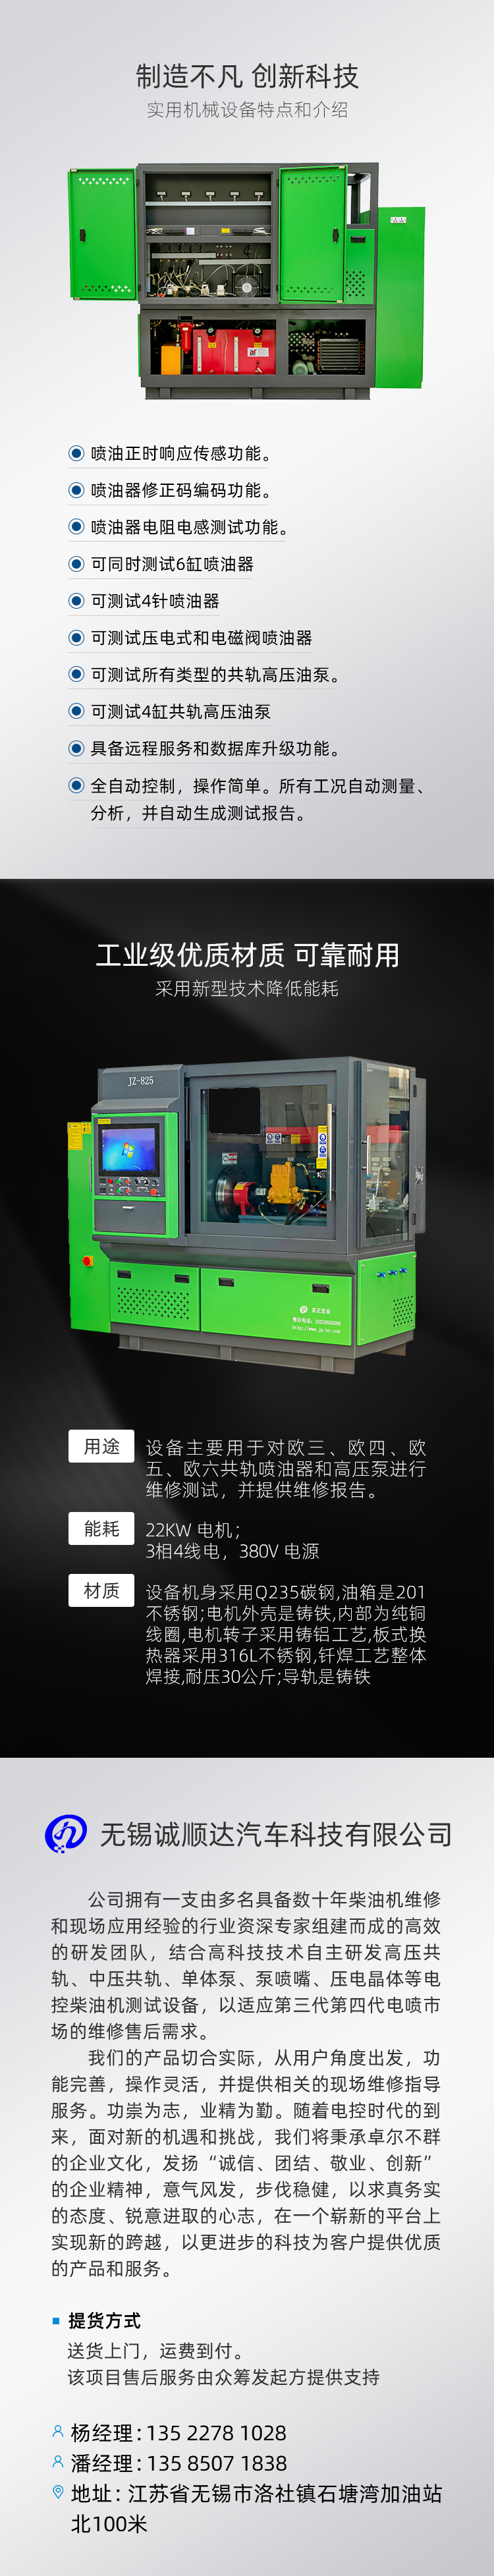 制造不凡 创新科技
实用机械设备特点和介绍
喷油正时响应传感功能。
喷油器修正码编码功能。
喷油器电阻电感测试功能。
可同时测试6缸喷油器
可测试4针喷油器
可测试压电式和电磁阀喷油器
可测试所有类型的共轨高压油泵。
可测试4缸共轨高压油泵
具备远程服务和数据库升级功能。
全自动控制，操作简单。所有工况自动测量、
分析，并自动生成测试报告。
工业级优质材质 可靠耐用
采用新型技术降低能耗
JZ-825
用途
设备主要用于对欧三、欧四、欧
五、欧六共轨喷油器和高压泵进行
维修测试，并提供维修报告。
能耗
22KW 电机；
3相4线电，380V 电源
材质
设备机身采用Q235碳钢,油箱是201
不锈钢;电机外壳是铸铁,内部为纯铜
线圈,电机转子采用铸铝工艺,板式换
热器采用316L不锈钢,钎焊工艺整体
焊接,耐压30公斤;导轨是铸铁
无锡诚顺达汽车科技有限公司
公司拥有一支由多名具备数十年柴油机维修
和现场应用经验的行业资深专家组建而成的高效
的研发团队，结合高科技技术自主研发高压共
轨、中压共轨、单体泵、泵喷嘴、压电晶体等电
控柴油机测试设备，以适应第三代第四代电喷市
场的维修售后需求。
我们的产品切合实际，从用户角度出发，功
能完善，操作灵活，并提供相关的现场维修指导
服务。功崇为志，业精为勤。随着电控时代的到
来，面对新的机遇和挑战，我们将秉承卓尔不群
的企业文化，发扬“诚信、团结、敬业、创新”
的企业精神，意气风发，步伐稳健，以求真务实
的态度、锐意进取的心志，在一个崭新的平台上
实现新的跨越，以更进步的科技为客户提供优质
的产品和服务。
提货方式
送货上门，运费到付。
该项目售后服务由众筹发起方提供支持
杨经理：135 2278 1028
潘经理：135 8507 1838
地址：江苏省无锡市洛社镇石塘湾加油站
北100米